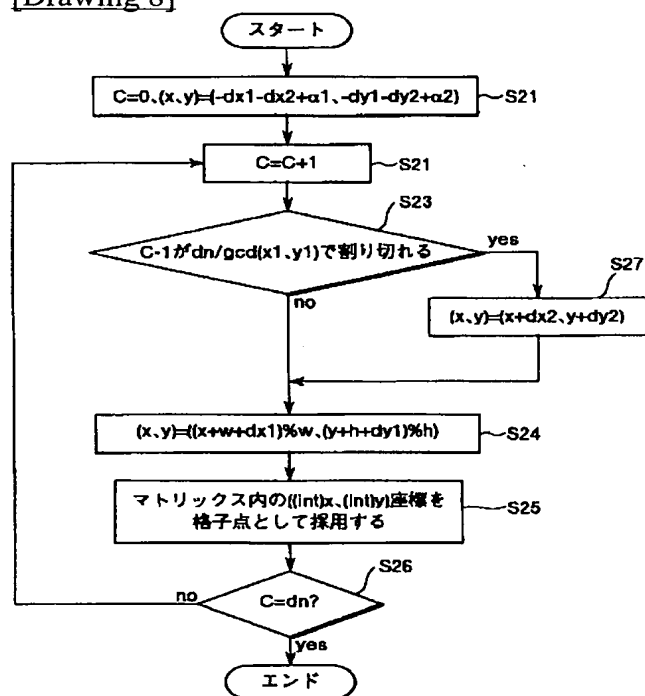 [Drawing 8]
スタート
C=0、(x、y)=(-dx1-dx2+α1、-dy1-dy2+α2)
S21
C=C+1
S21
S23
C-1がdn/gcd(x1、y1)で割り切れる
yes
no
S27
(x、y)=(x+dx2、y+dy2)
(x、y)=((x+w+dx1)%w、(y+h+dy1)%h)
S24
マトリックス内の((int)x、(int)y)座標を
格子点として採用する
S25
S26
no
C=dn?
yes
エンド